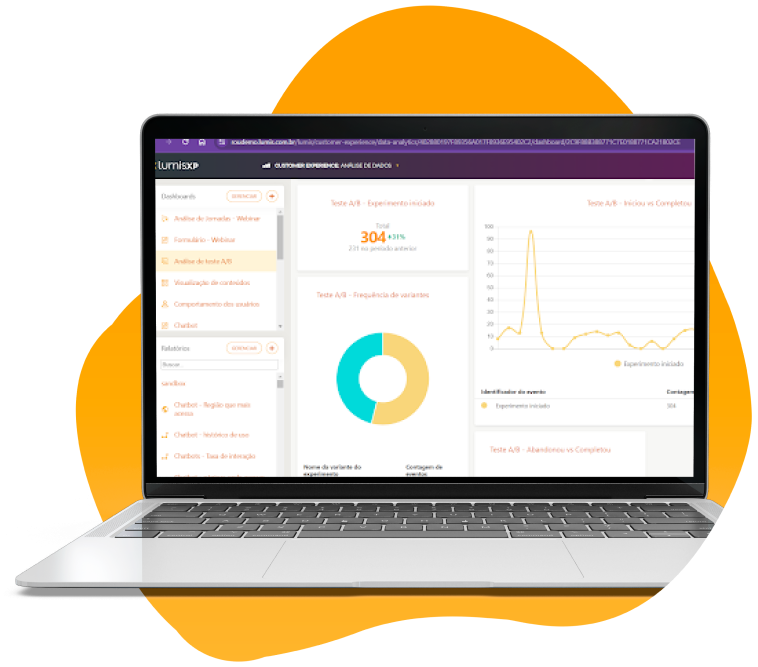 lumisXP
CUSTOMER EXPERIENCE: ANÁLISE DE DADOS
Dashboards
GERENCIAR
Análise de Jornadas - Webinar
Formulário - Webinar
Análise de teste A/B
Visualização de conteúdos
Comportamento dos usuários
Chatbot
Relatórios
GERENCIAR
Buscar...
sandbox
Chatbot - Região que mais
acessa
Chatbot - histórico de uso
Chatbots - Taxa de interação
Teste A/B - Experimento iniciado
Total
304 +31%
231 no período anterior
Teste A/B - Frequência de variantes
Nome da variante do
experimento
Contagem de
eventos
Teste A/B - Iniciou vs Completou
100
90
80
70
60
50
40
30
20
10
0
Experimento iniciado
Identificador do evento
Contagem
Experimento iniciado
304
Teste A/B - Abandonou vs Completou